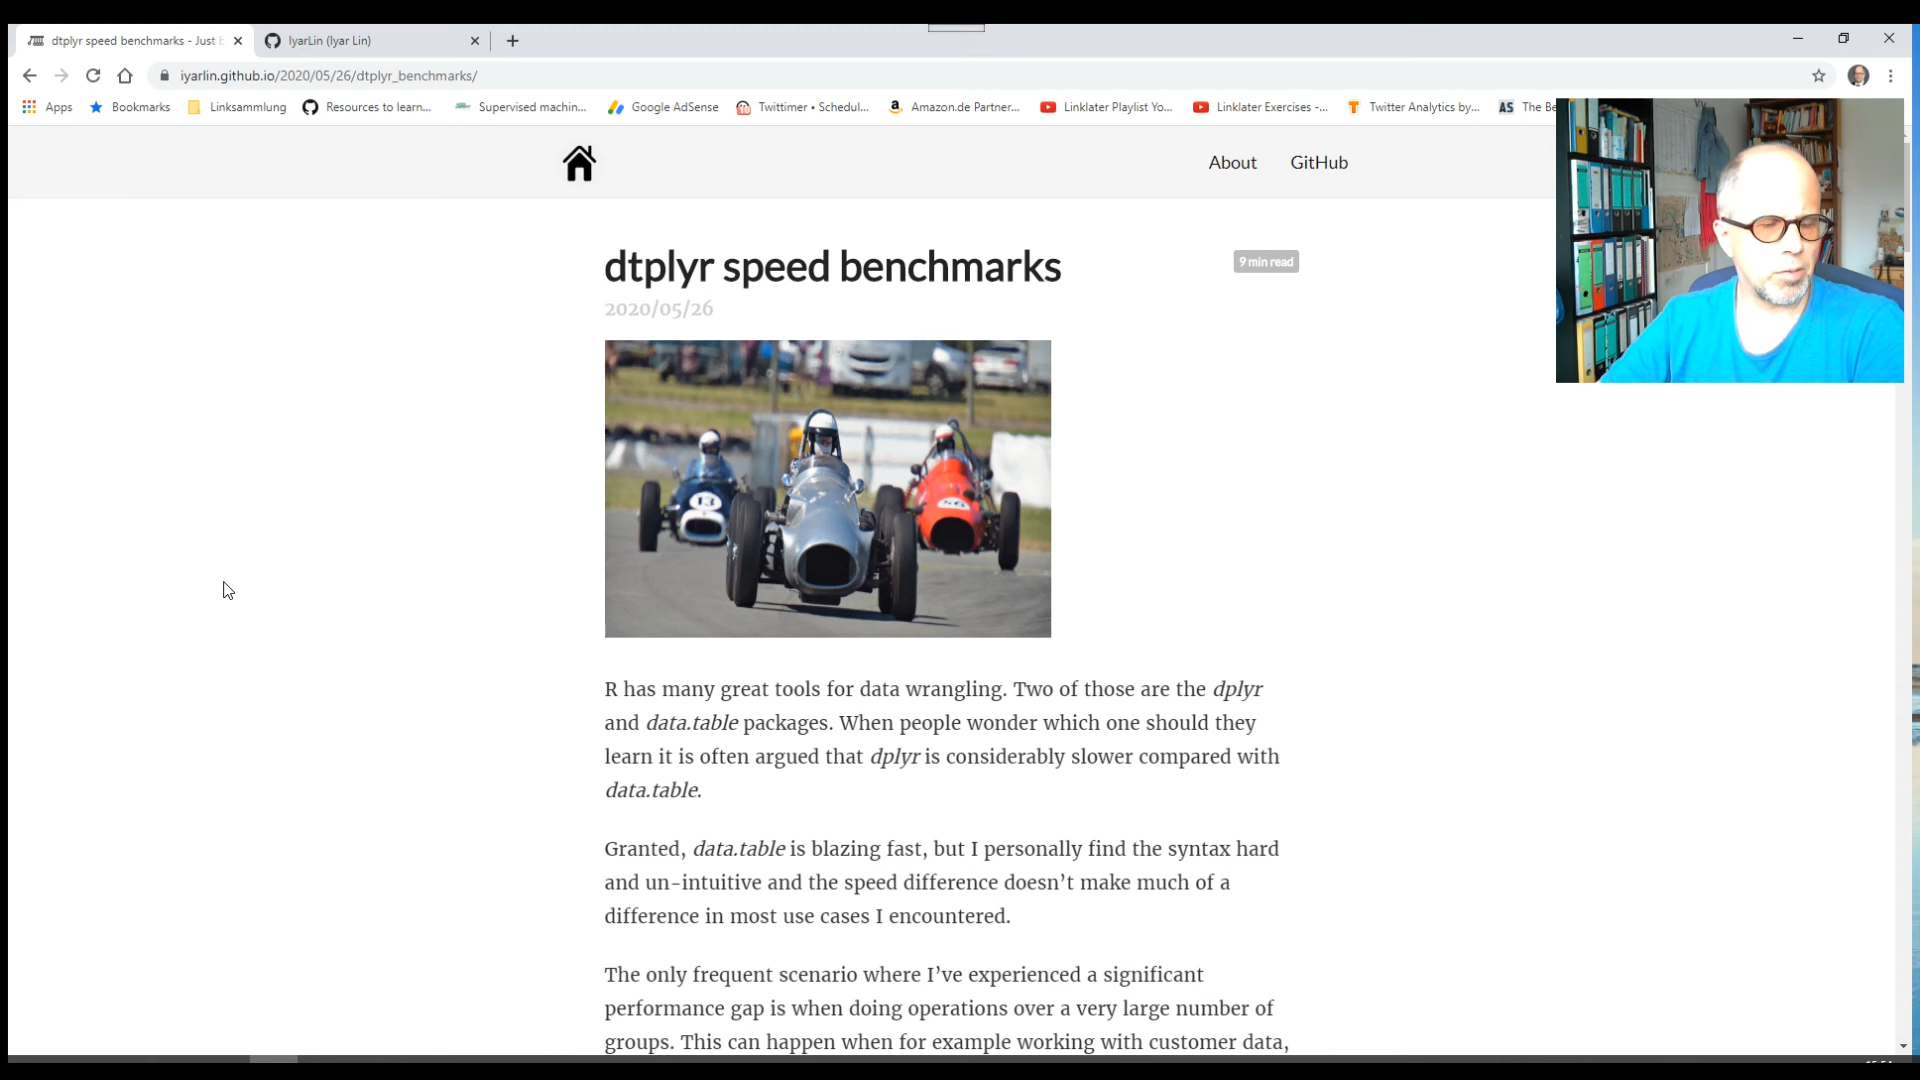 dtplyr speed benchmarks - Just b
IyarLin (Iyar Lin)
iyarlin.github.io/2020/05/26/dtplyr_benchmarks/
Apps Bookmarks Linksammlung Resources to learn... Supervised machin... Google AdSense Twittimer • Schedul... Amazon.de Partner... Linklater Playlist Yo... Linklater Exercises -... Twitter Analytics by... AS The Be
About GitHub
dtplyr speed benchmarks
9 min read
2020/05/26
13
R has many great tools for data wrangling. Two of those are the dplyr
and data.table packages. When people wonder which one should they
learn it is often argued that dplyr is considerably slower compared with
data.table.
Granted, data.table is blazing fast, but I personally find the syntax hard
and un-intuitive and the speed difference doesn’t make much of a
difference in most use cases I encountered.
The only frequent scenario where I’ve experienced a significant
performance gap is when doing operations over a very large number of
groups. This can happen when for example working with customer data,